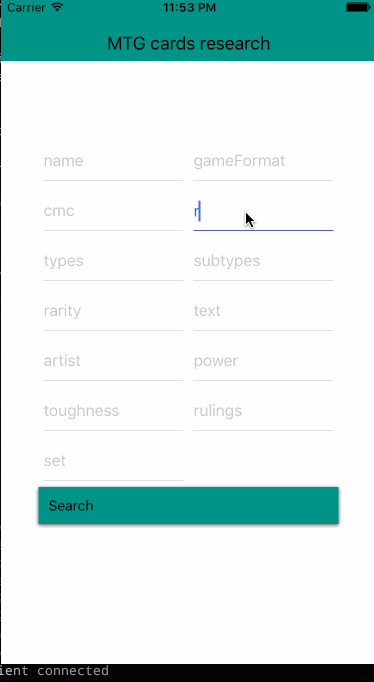 Carrier 11:53 PM
MTG cards research
name gameFormat
cmc r
types subtypes
rarity text
artist power
toughness rulings
set
Search
ient connected